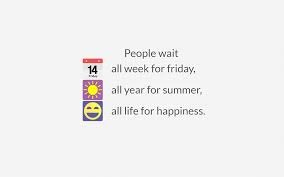 People wait
14
all week for friday,
all year for summer,
all life for happiness.